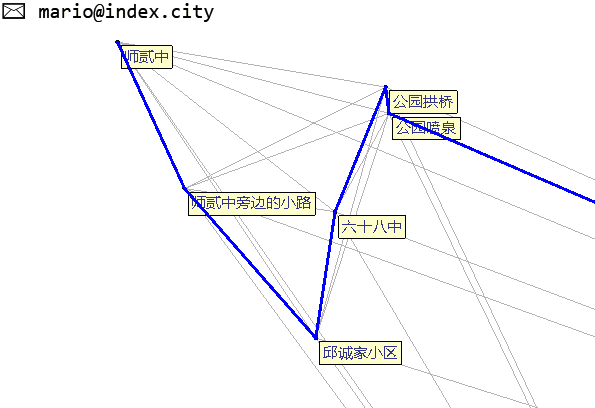 mario@index.city
师贰中
公园拱桥
公园喷泉
师贰中旁边的小路
六十八中
邱诚家小区